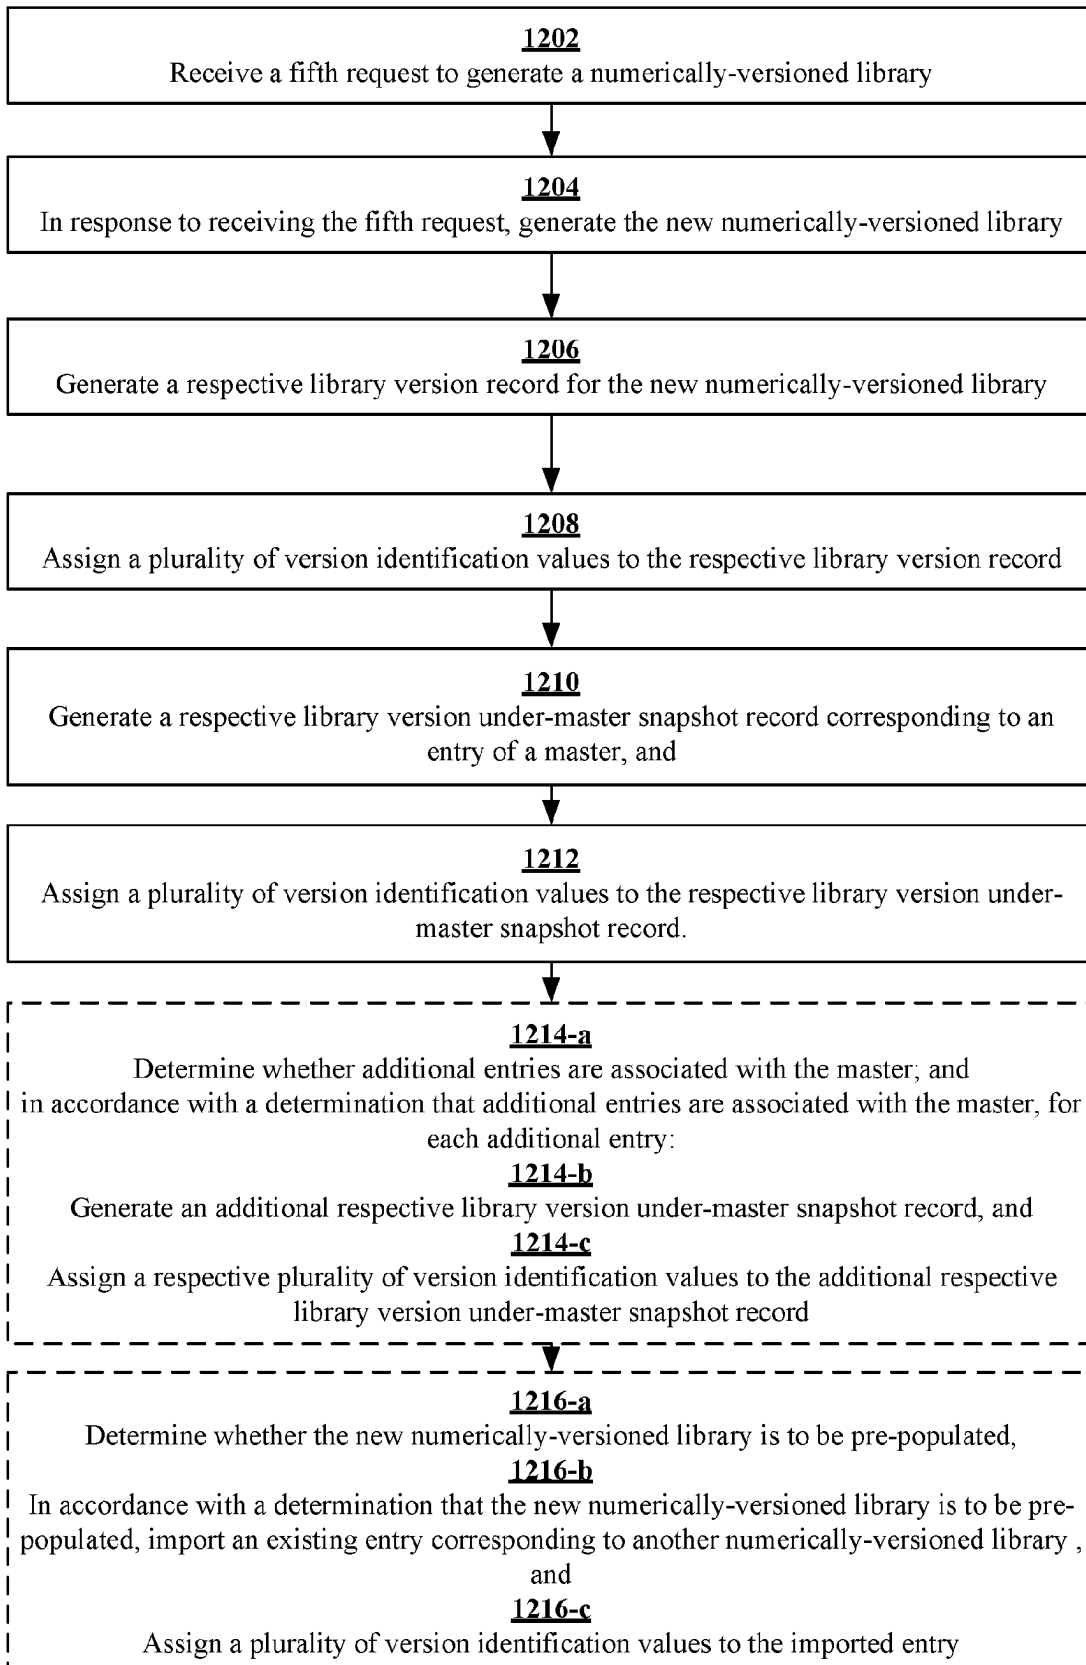 1202
Receive a fifth request to generate a numerically-versioned library
1204
In response to receiving the fifth request, generate the new numerically-versioned library
1206
Generate a respective library version record for the new numerically-versioned library
1208
Assign a plurality of version identification values to the respective library version record
1210
Generate a respective library version under-master snapshot record corresponding to an
entry of a master, and
1212
Assign a plurality of version identification values to the respective library version under-
master snapshot record.
1214-a
Determine whether additional entries are associated with the master; and
in accordance with a determination that additional entries are associated with the master, for
each additional entry:
1214-b
Generate an additional respective library version under-master snapshot record, and
1214-c
Assign a respective plurality of version identification values to the additional respective
library version under-master snapshot record
1216-a
Determine whether the new numerically-versioned library is to be pre-populated,
1216-b
In accordance with a determination that the new numerically-versioned library is to be pre-
populated, import an existing entry corresponding to another numerically-versioned library ,
and
1216-c
Assign a plurality of version identification values to the imported entry